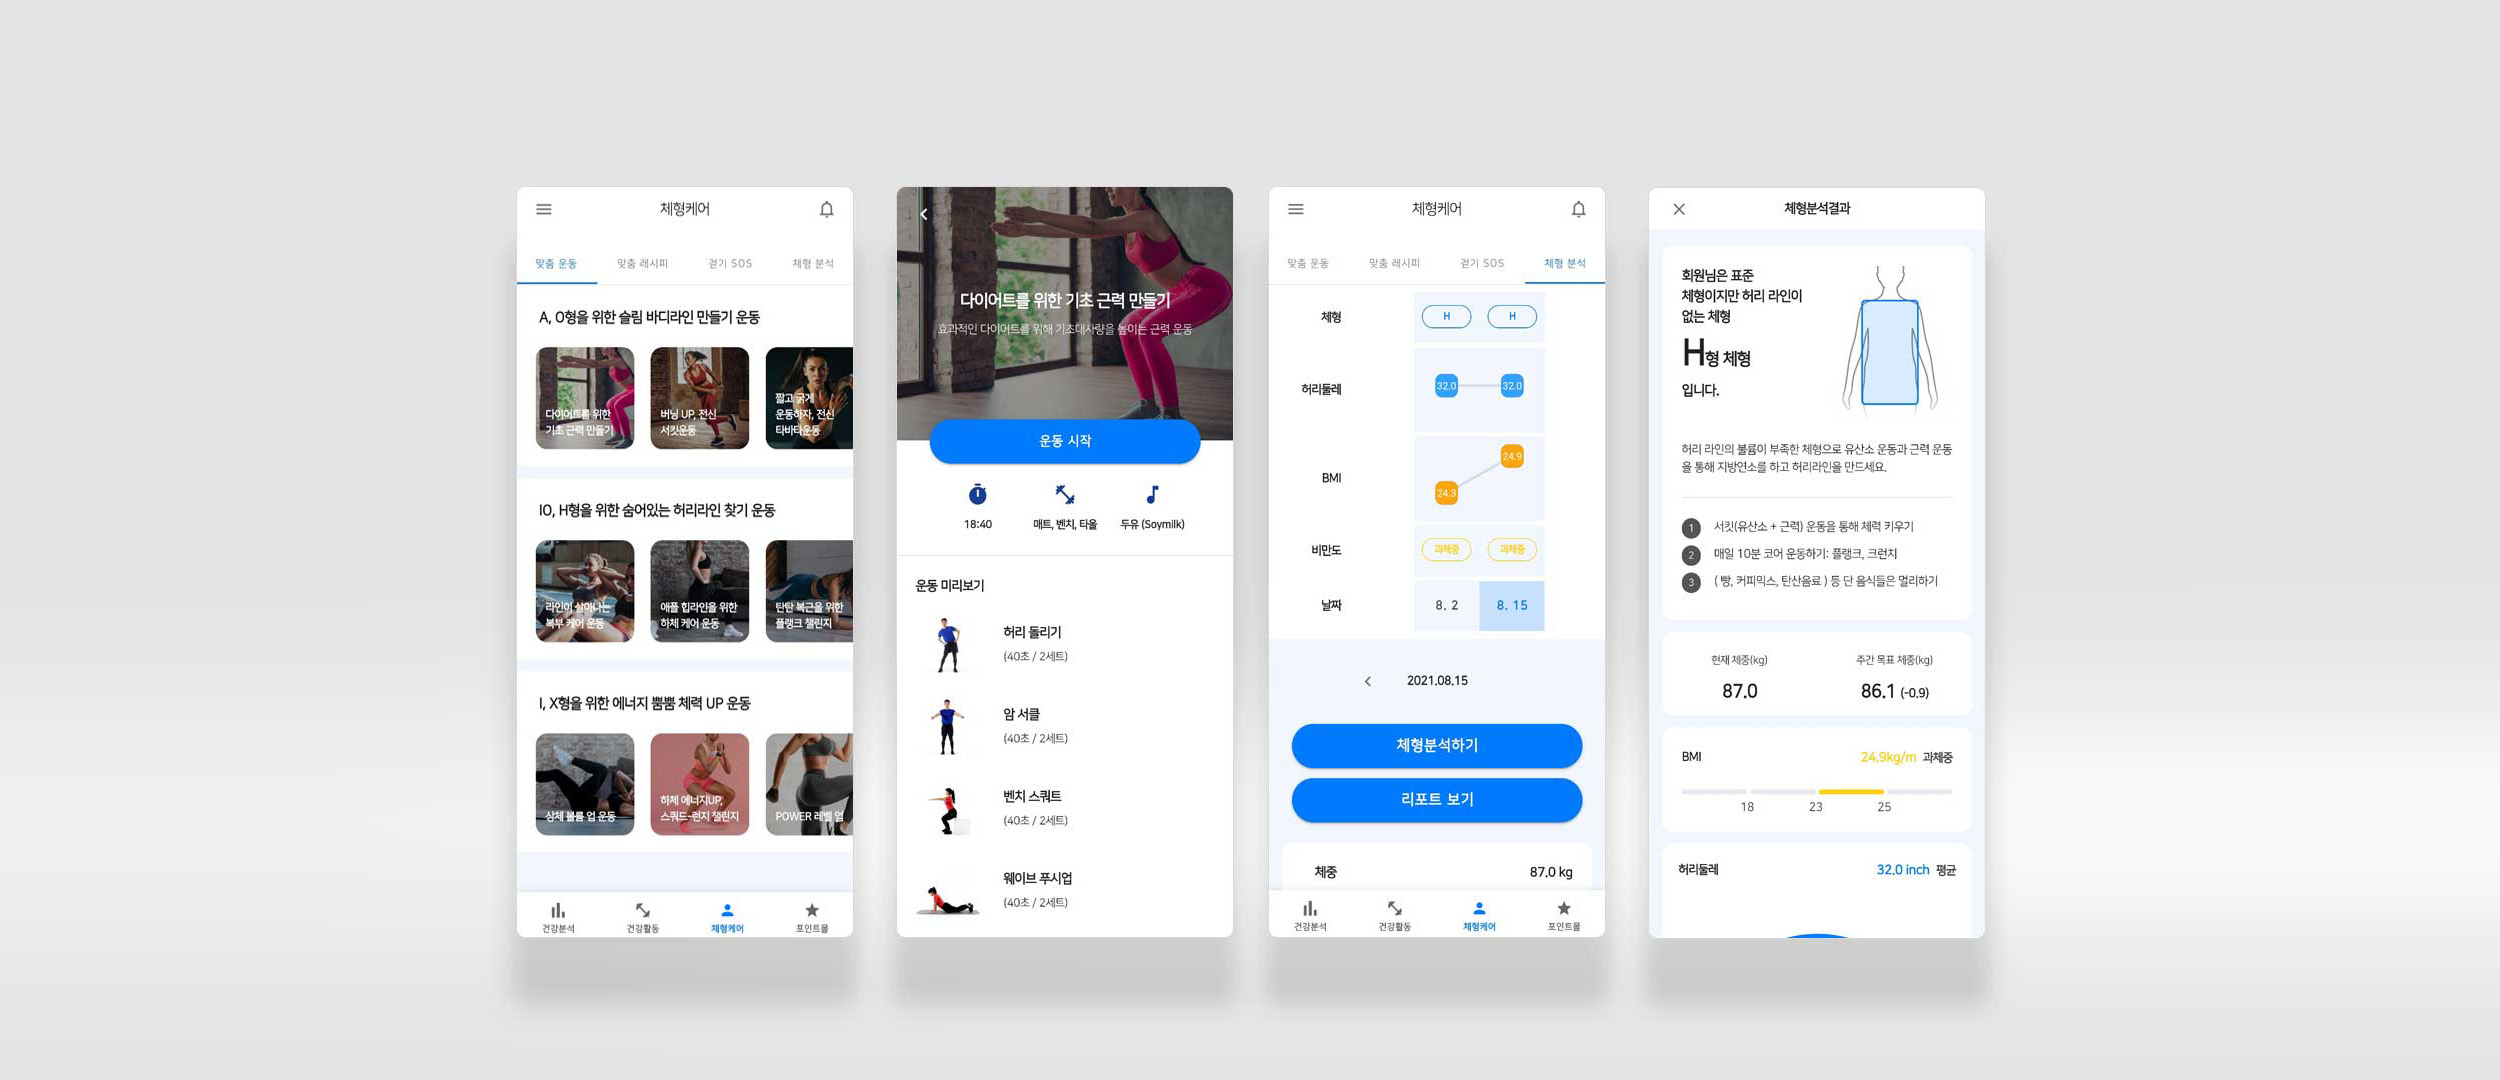 체형케어
맞춤 운동 맞춤 레시피 걷기 SOS 체형 분석
A, O형을 위한 슬림 바디라인 만들기 운동
다이어트를 위한
기초 근력 만들기
버닝 UP, 전신
서킷운동
짧고 굵게
운동하자, 전신
타바타운동
IO, H형을 위한 숨어있는 허리라인 찾기 운동
라인이 살아나는
복부 케어 운동
애플 힙라인을 위한
하체 케어 운동
탄탄 복근을 위한
플랭크 챌린지
I, X형을 위한 에너지 뿜뿜 체력 UP 운동
상체 볼륨 업 운동
하체 에너지UP,
스쿼드-런지 챌린지
POWER 레벨 업
건강분석 건강활동 체형케어 포인트몰
다이어트를 위한 기초 근력 만들기
효과적인 다이어트를 위해 기초대사량을 높이는 근력 운동
운동 시작
18:40 매트, 벤치, 타올 두유 (Soymilk)
운동 미리보기
허리 돌리기
(40초 / 2세트)
암 서클
(40초 / 2세트)
벤치 스쿼트
(40초 / 2세트)
웨이브 푸시업
(40초 / 2세트)
체형케어
맞춤 운동 맞춤 레시피 걷기 SOS 체형 분석
체형 H H
허리둘레 32.0 32.0
BMI 24.3 24.9
비만도 과체중 과체중
날짜 8. 2 8. 15
2021.08.15
체형분석하기
리포트 보기
체중 87.0 kg
건강분석 건강활동 체형케어 포인트몰
체형분석결과
회원님은 표준
체형이지만 허리 라인이
없는 체형
H형 체형
입니다.
허리 라인의 볼륨이 부족한 체형으로 유산소 운동과 근력 운동
을 통해 지방연소를 하고 허리라인을 만드세요.
1 서킷(유산소 + 근력) 운동을 통해 체력 키우기
2 매일 10분 코어 운동하기: 플랭크, 크런치
3 ( 빵, 커피믹스, 탄산음료 ) 등 단 음식들은 멀리하기
현재 체중(kg) 주간 목표 체중(kg)
87.0 86.1 (-0.9)
BMI 24.9kg/m 과체중
18 23 25
허리둘레 32.0 inch 평균